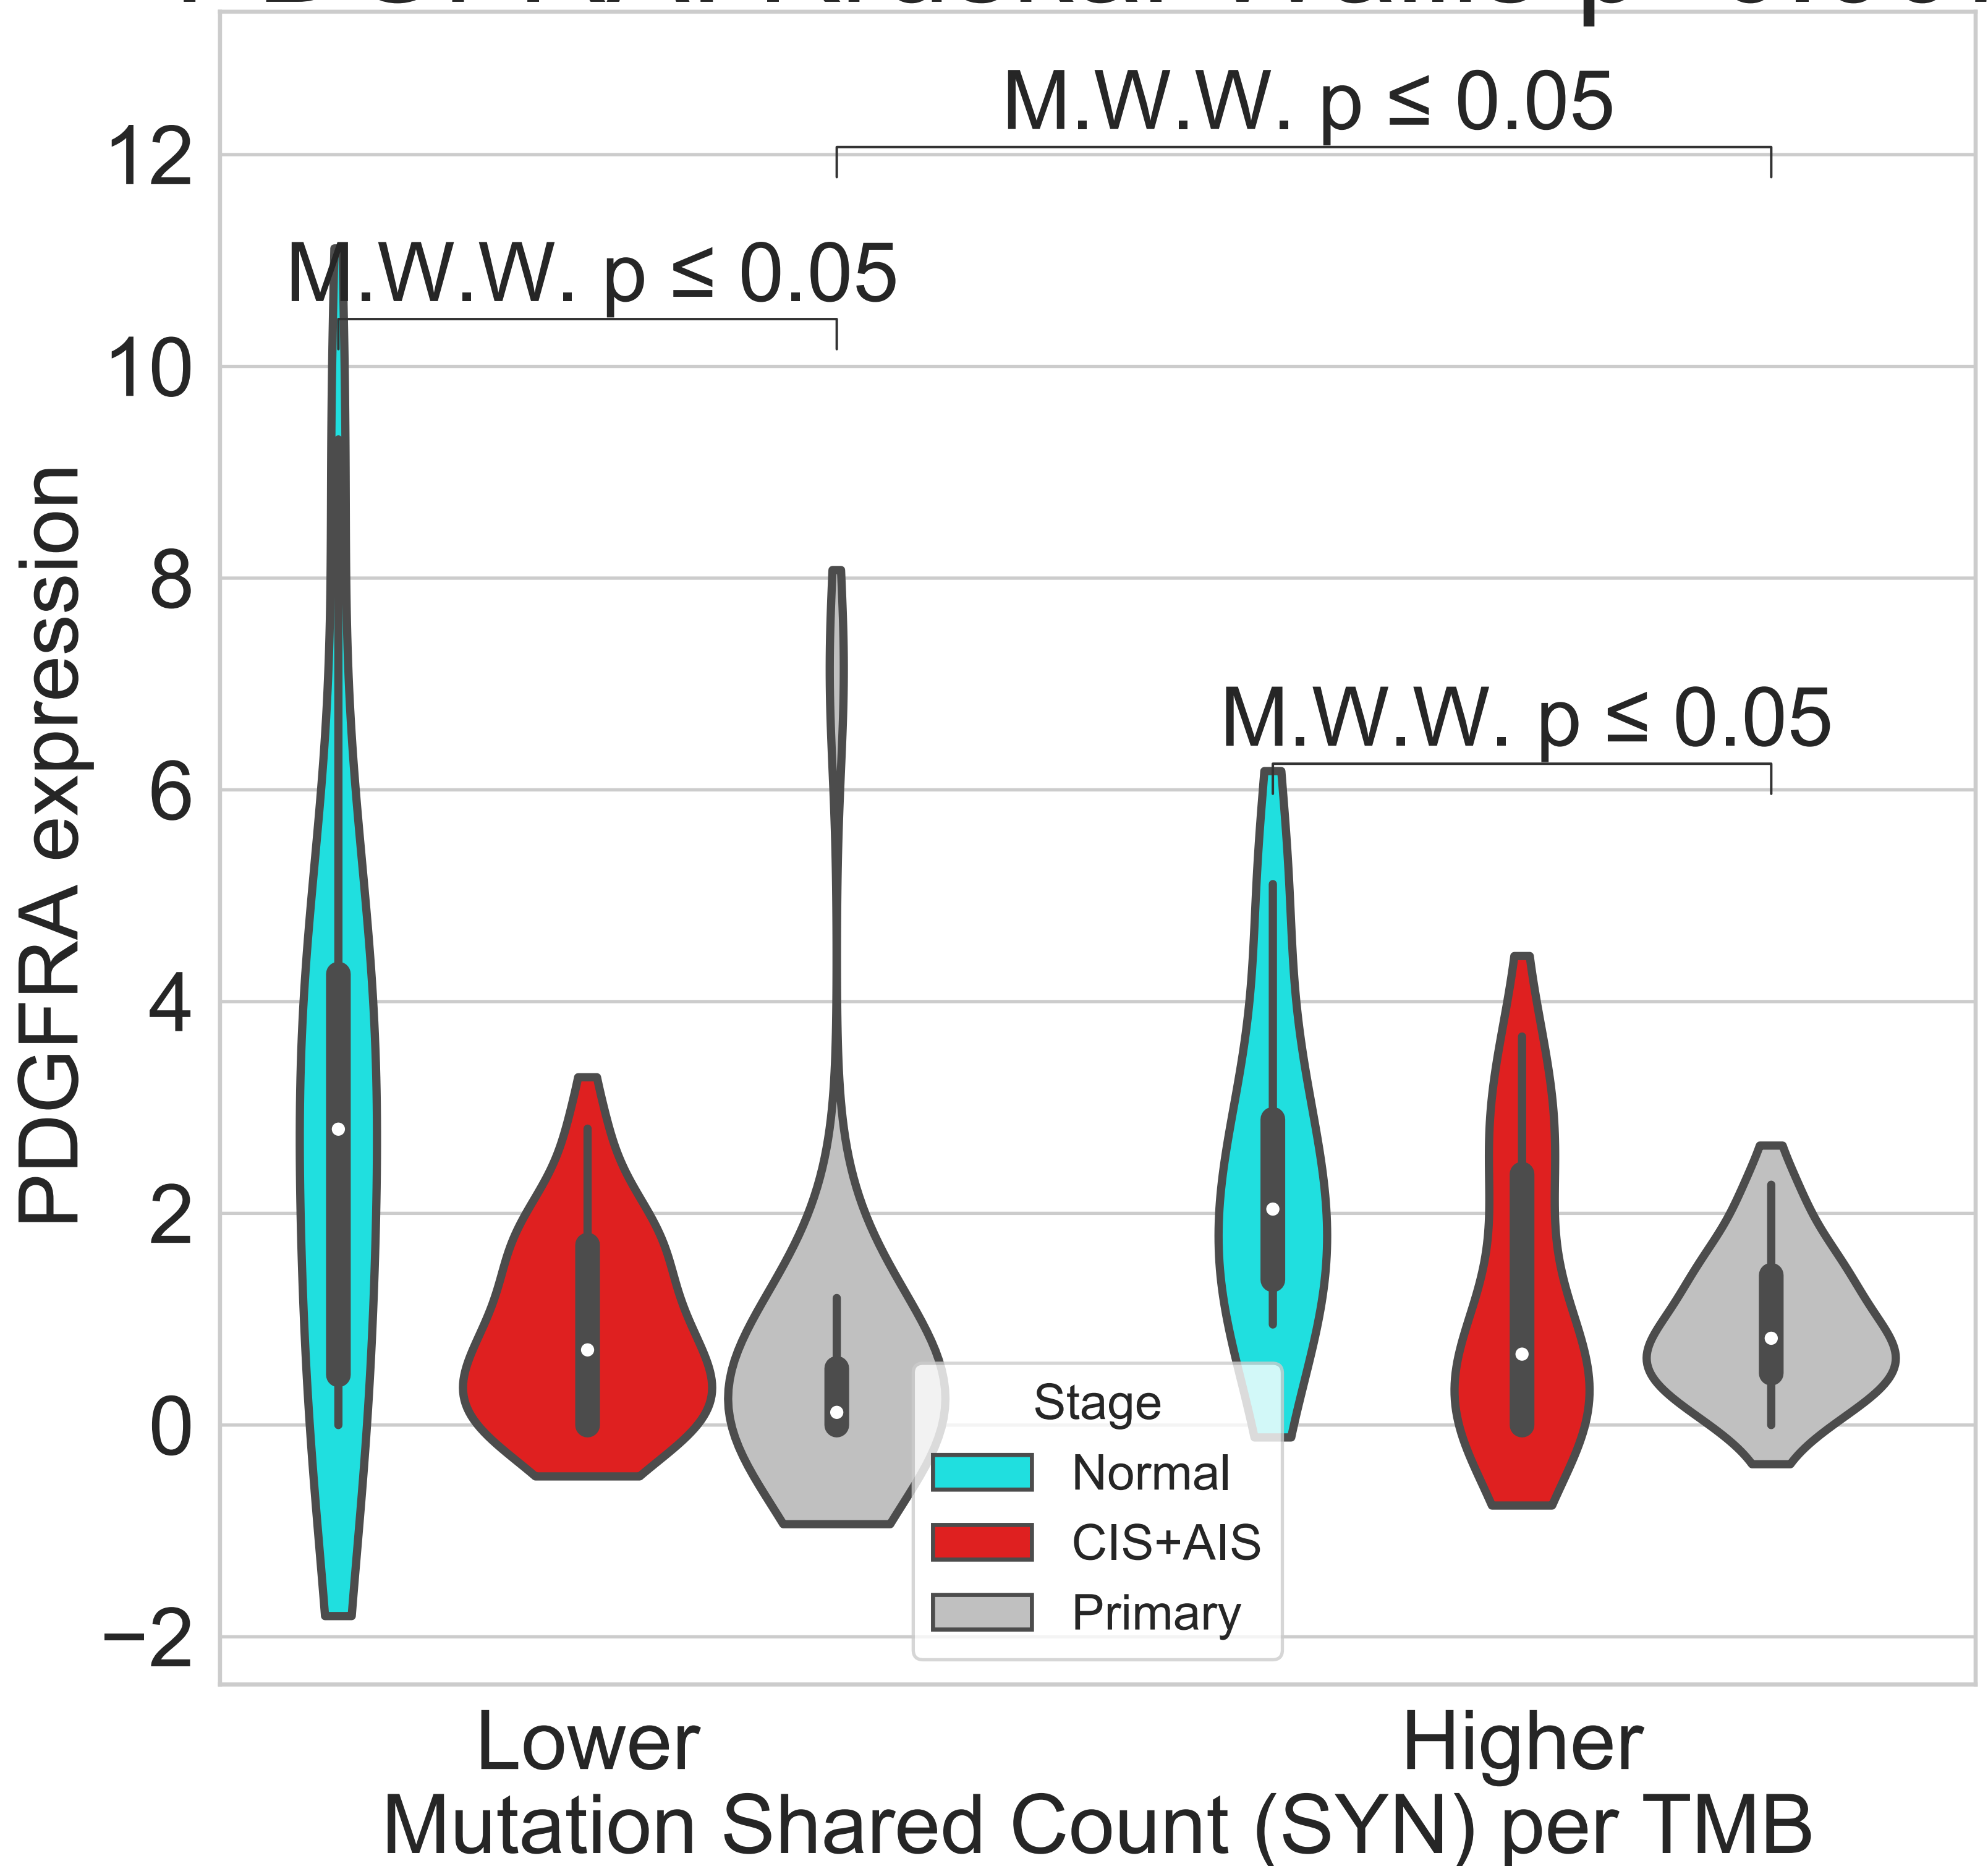 M.W.W. p ≤ 0.05
12
M.W.W. p ≤ 0.05
10
8
M.W.W. p ≤ 0.05
6
4
2
0
−2
PDGFRA expression
Stage
Normal
CIS+AIS
Primary
Lower Higher
Mutation Shared Count (SYN) per TMB